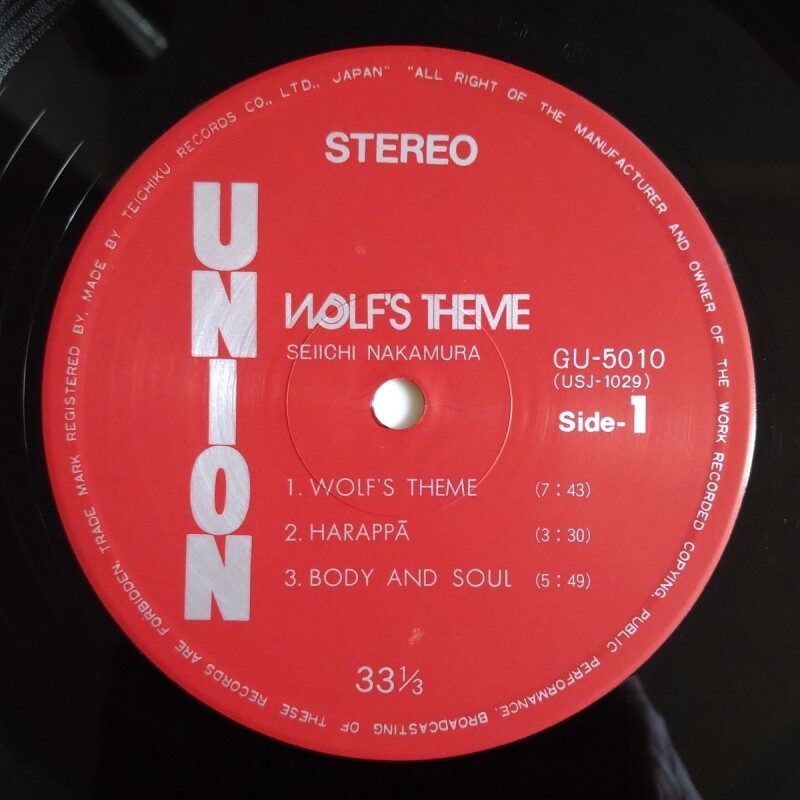 TRADE MARK REGISTERED BY, MADE BY TEICHIKU RECORDS CO., LTD., JAPAN" "ALL RIGHT OF THE MANUFACTURER AND OWNER OF THE WORK RECORDED COPYING, PUBLIC PERFORMANCE, BROADCASTING OF THESE RECORDS ARE FORBIDDEN.
STEREO
UNION
WOLF'S THEME
SEIICHI NAKAMURA
GU-5010
(USJ-1029)
Side-1
1. WOLF'S THEME (7:43)
2. HARAPPĀ (3:30)
3. BODY AND SOUL (5:49)
33⅓